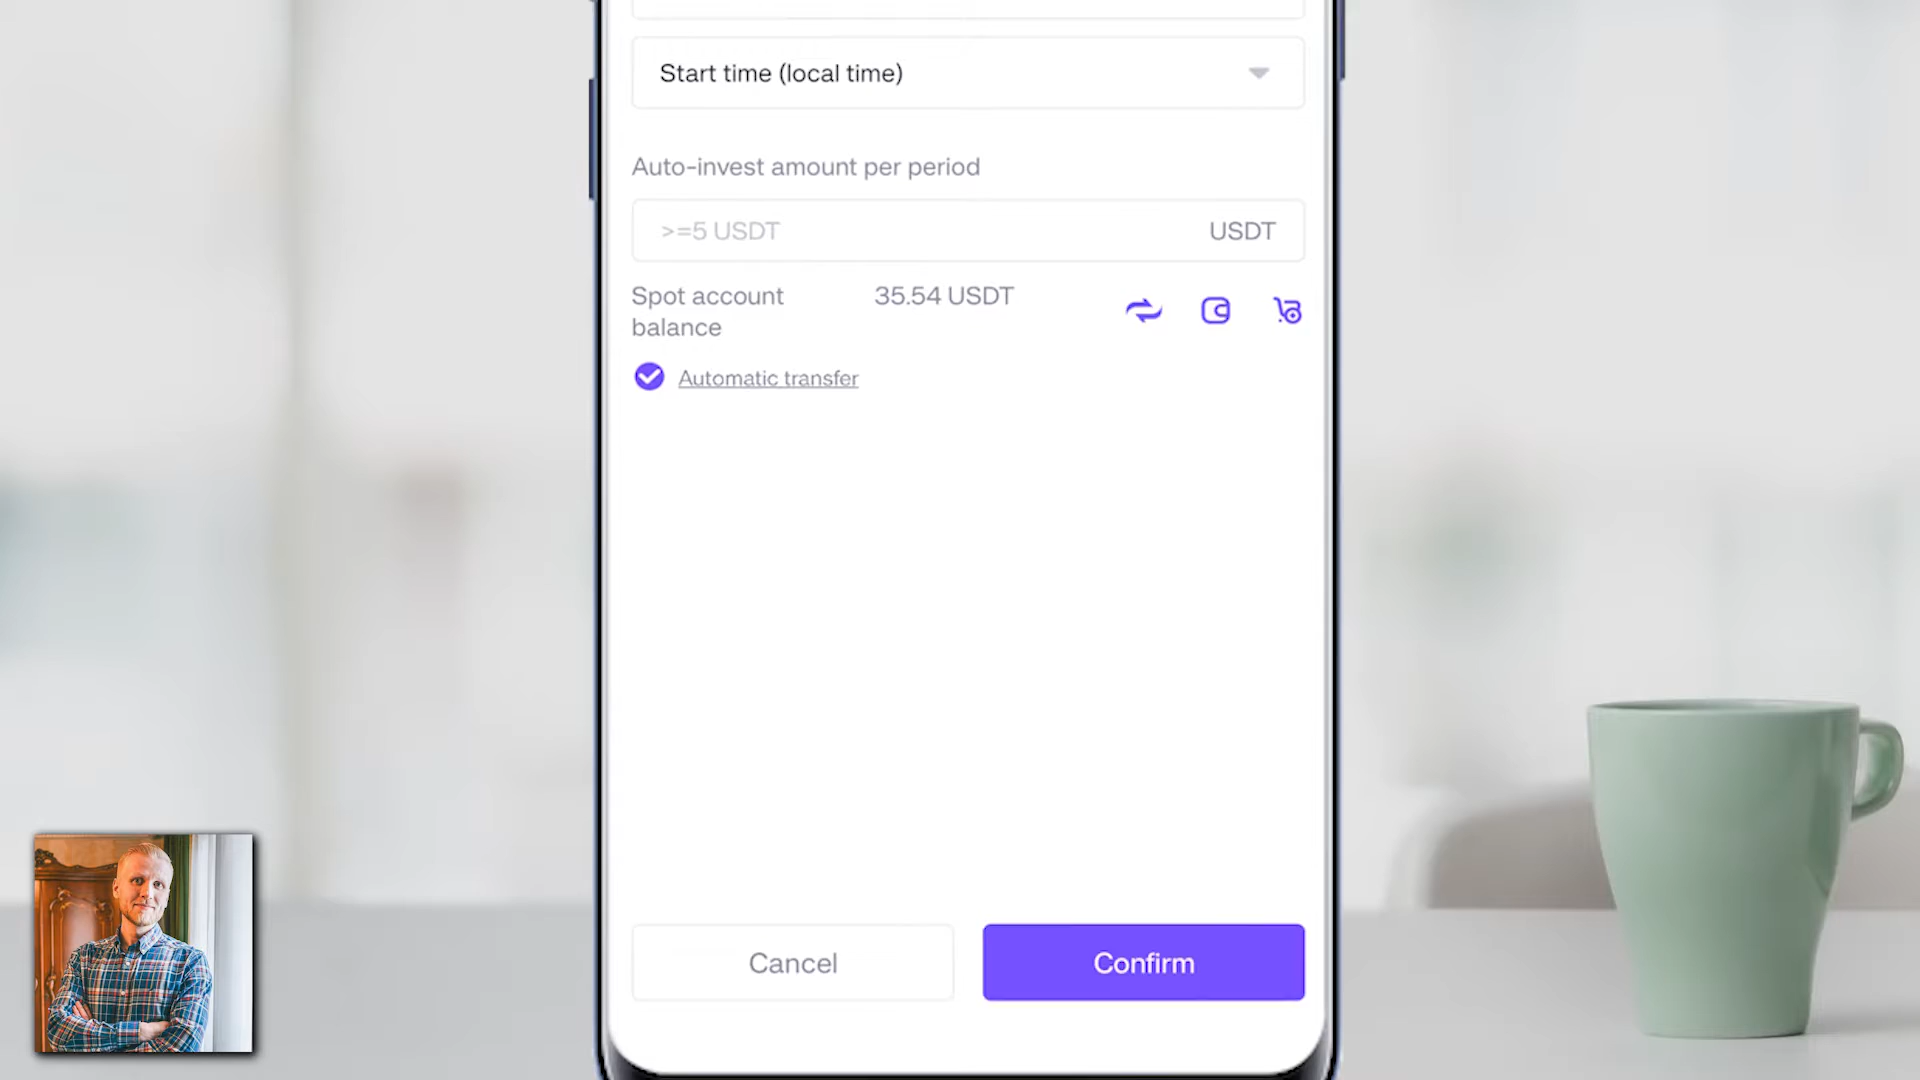 Start time (local time)
Auto-invest amount per period
>=5 USDT USDT
Spot account 35.54 USDT
balance
Automatic transfer
Cancel Confirm